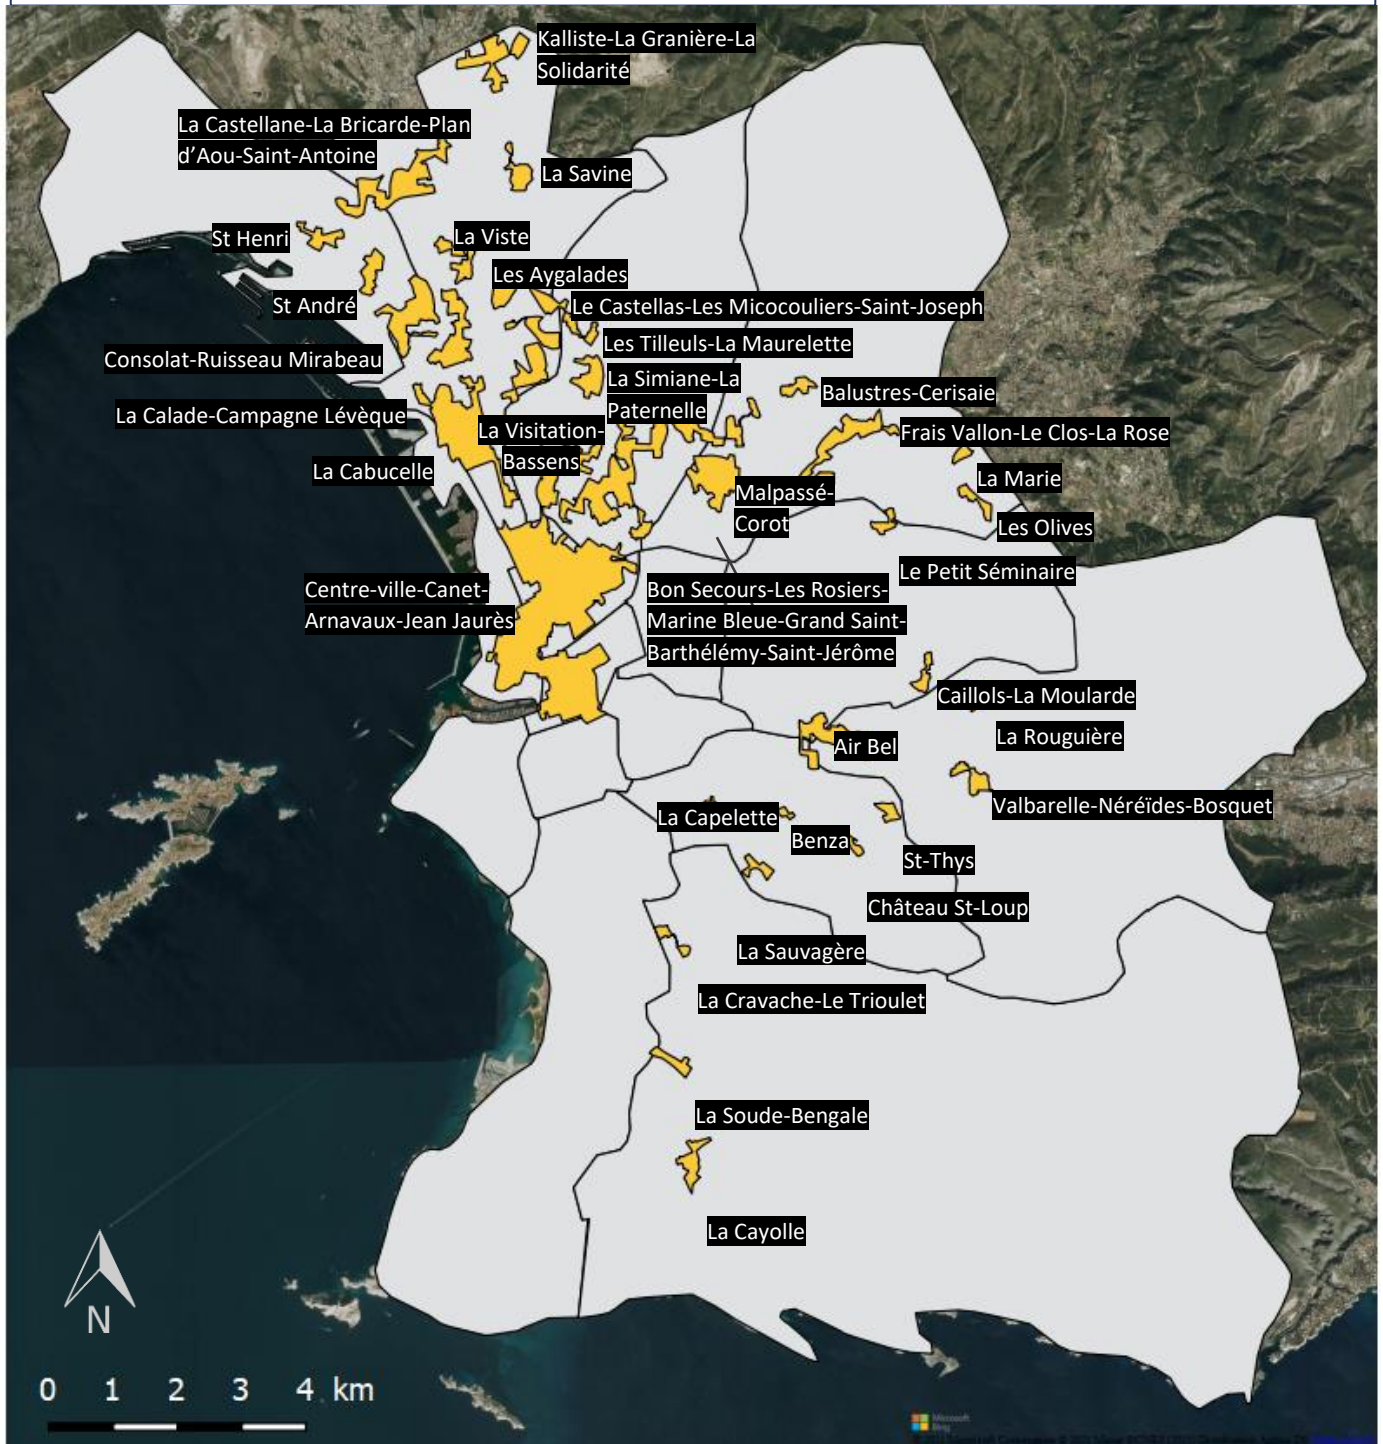 Kalliste-La Granière-La
Solidarité
La Castellane-La Bricarde-Plan
d'Aou-Saint-Antoine
La Savine
St Henri
La Viste
Les Aygalades
St André
Le Castellas-Les Micocouliers-Saint-Joseph
Consolat-Ruisseau Mirabeau
Les Tilleuls-La Maurelette
La Simiane-La
Paternelle
Balustres-Cerisaie
La Calade-Campagne Lévèque
La Visitation-
Bassens
Frais Vallon-Le Clos-La Rose
La Cabucelle
La Marie
Malpassé-
Corot
Les Olives
Le Petit Séminaire
Centre-ville-Canet-
Arnavaux-Jean Jaurès
Bon Secours-Les Rosiers-
Marine Bleue-Grand Saint-
Barthélémy-Saint-Jérôme
Caillols-La Moularde
La Rouguière
Air Bel
Valbarelle-Néréïdes-Bosquet
La Capelette
Benza
St-Thys
Château St-Loup
La Sauvagère
La Cravache-Le Trioulet
La Soude-Bengale
La Cayolle
N
0 1 2 3 4 km
Microsoft
Bing